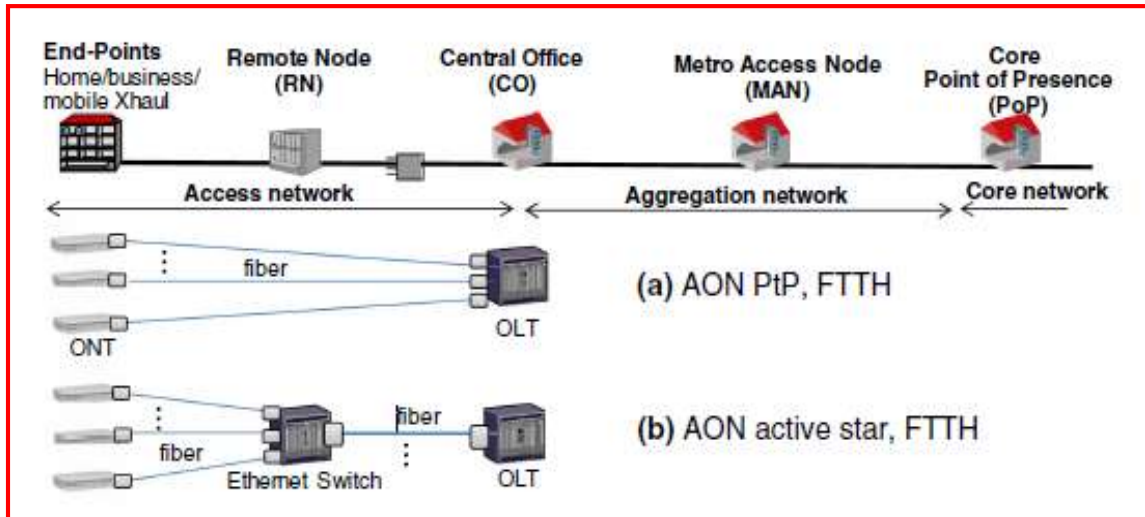 End-Points
Home/business/
mobile Xhaul
Remote Node
(RN)
Central Office
(CO)
Metro Access Node
(MAN)
Core
Point of Presence
(PoP)
Access network
Aggregation network
Core network
fiber
ONT
OLT
(a) AON PtP, FTTH
fiber
Ethernet Switch
fiber
OLT
(b) AON active star, FTTH